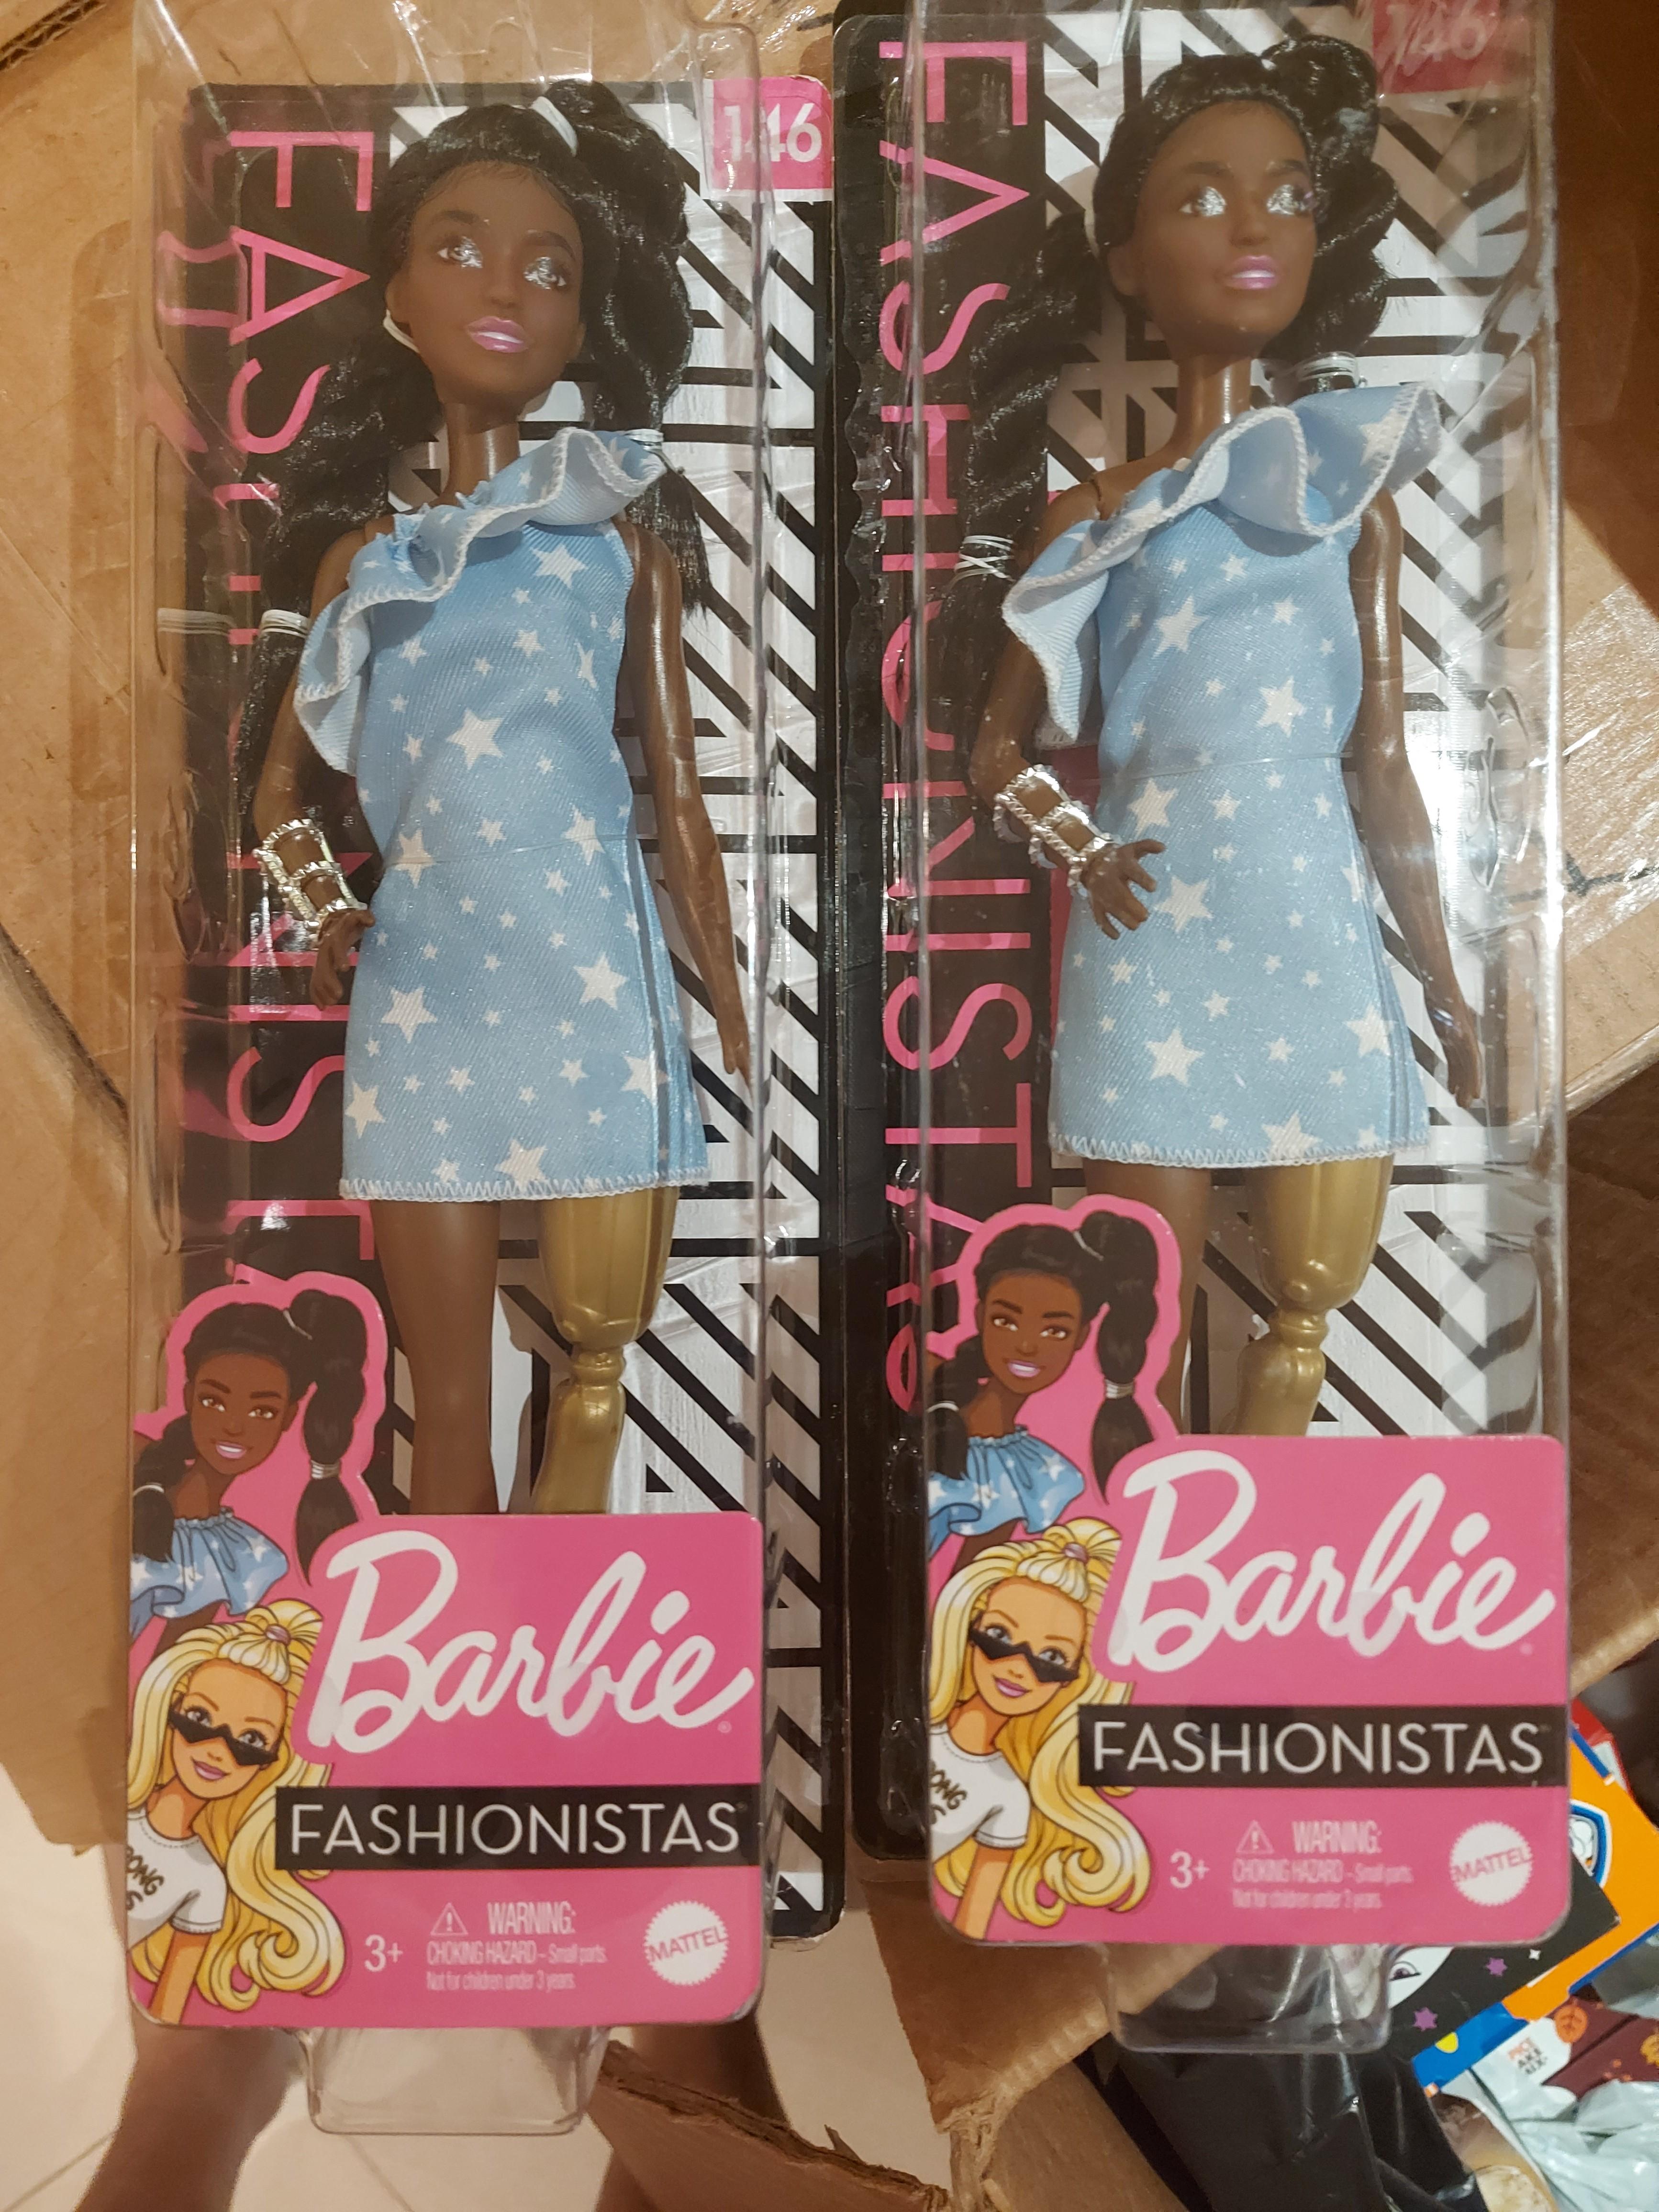 146
FASHIONISTAS
Barbie
FASHIONISTAS
3+
WARNING:
CHOKING HAZARD – Small parts.
Not for children under 3 years.
MATTEL
146
FASHIONISTAS
Barbie
FASHIONISTAS
3+
WARNING:
CHOKING HAZARD – Small parts.
Not for children under 3 years.
MATTEL